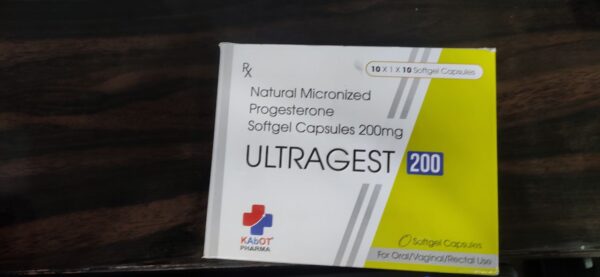 Rx
10 X 1 X 10 Softgel Capsules
Natural Micronized
Progesterone
Softgel Capsules 200mg
ULTRAGEST 200
KAbOT
PHARMA
Softgel Capsules
For Oral/Vaginal/Rectal Use